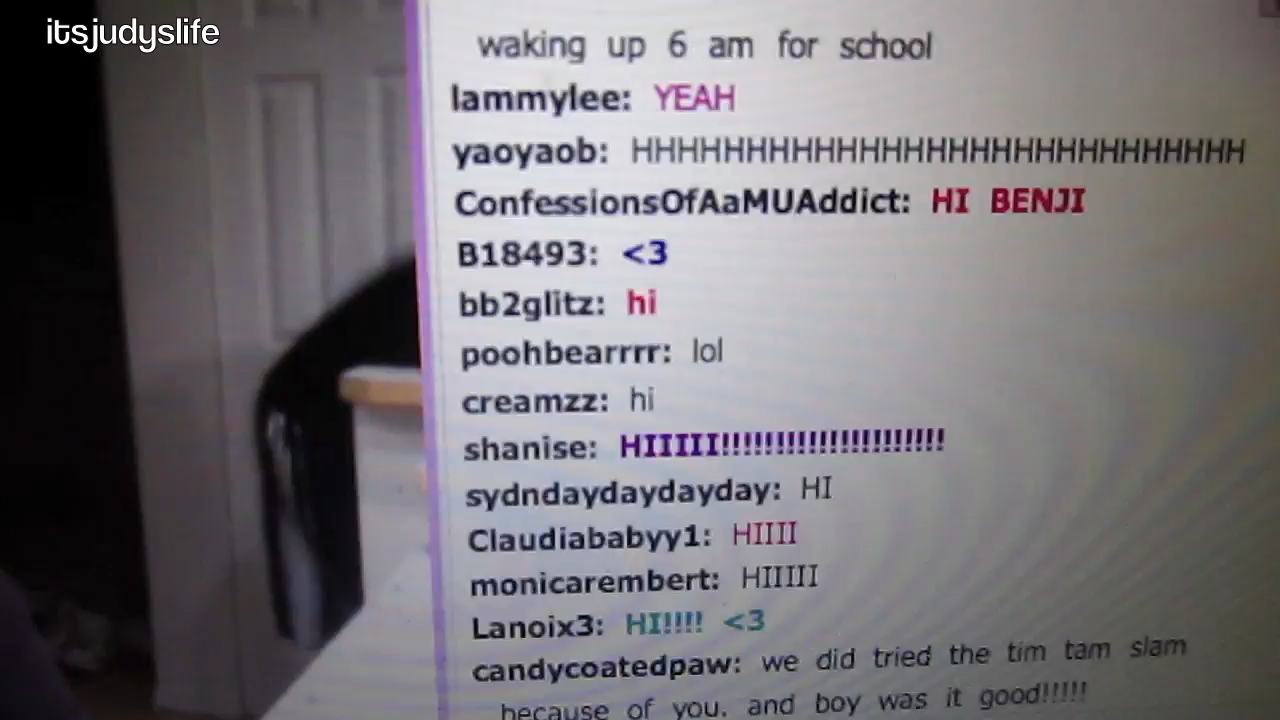 itsjudyslife
waking up 6 am for school
lammylee: YEAH
yaoyaob: HHHHHHHHHHHHHHHHHHHHHHHHHHH
ConfessionsOfAaMUAddict: HI BENJI
B18493: <3
bb2glitz: hi
poohbearrrr: lol
creamzz: hi
shanise: HIIIII!!!!!!!!!!!!!!!!!!!!!
sydndaydaydayday: HI
Claudiababyy1: HIIII
monicarembert: HIIIII
Lanoix3: HI!!!! <3
candycoatedpaw: we did tried the tim tam slam
because of you. and boy was it good!!!!!